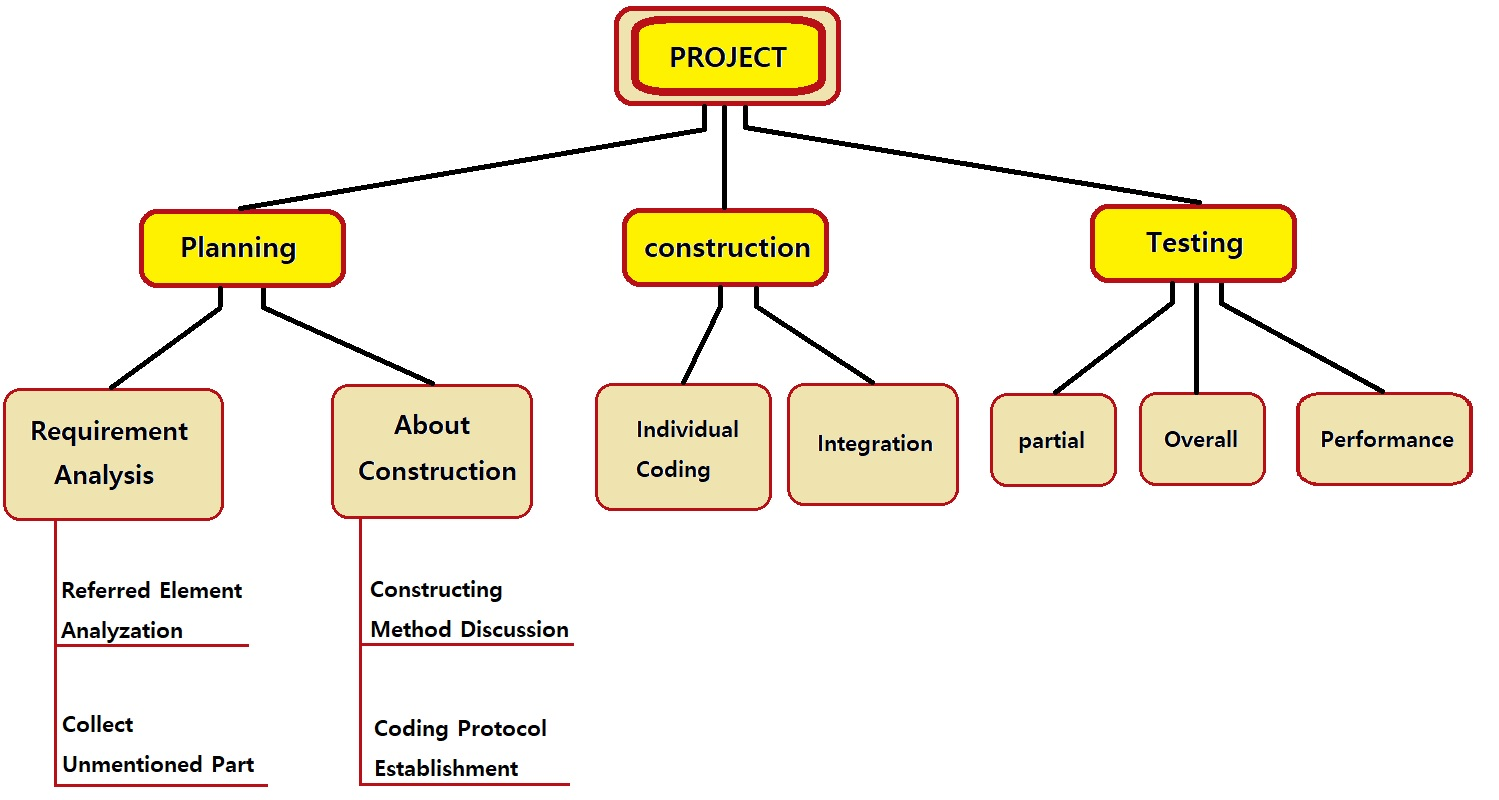 PROJECT
Planning
construction
Testing
Requirement
Analysis
About
Construction
Individual
Coding
Integration
partial
Overall
Performance
Referred Element
Analyzation
Collect
Unmentioned Part
Constructing
Method Discussion
Coding Protocol
Establishment